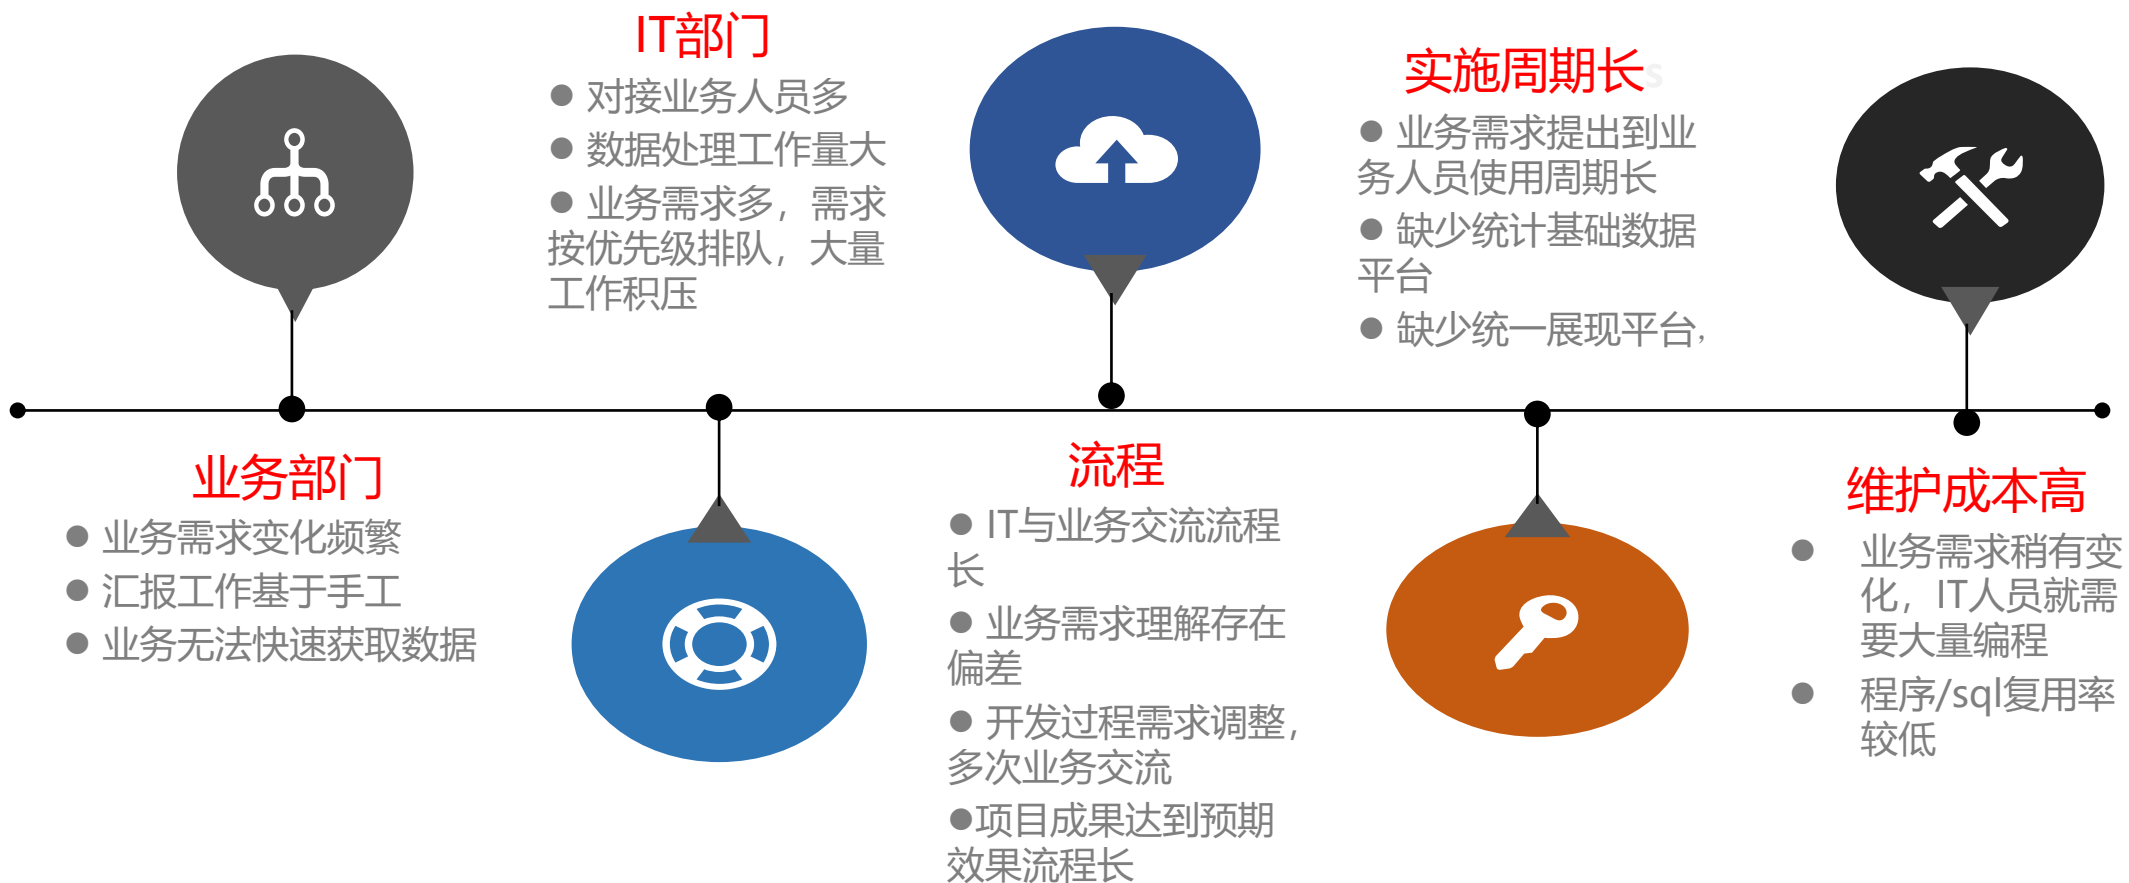 IT部门
● 对接业务人员多
● 数据处理工作量大
● 业务需求多，需求
按优先级排队，大量
工作积压
实施周期长s
● 业务需求提出到业
务人员使用周期长
● 缺少统计基础数据
平台
● 缺少统一展现平台，
业务部门
● 业务需求变化频繁
● 汇报工作基于手工
● 业务无法快速获取数据
流程
● IT与业务交流流程
长
● 业务需求理解存在
偏差
● 开发过程需求调整，
多次业务交流
●项目成果达到预期
效果流程长
维护成本高
● 业务需求稍有变
化，IT人员就需
要大量编程
● 程序/sql复用率
较低